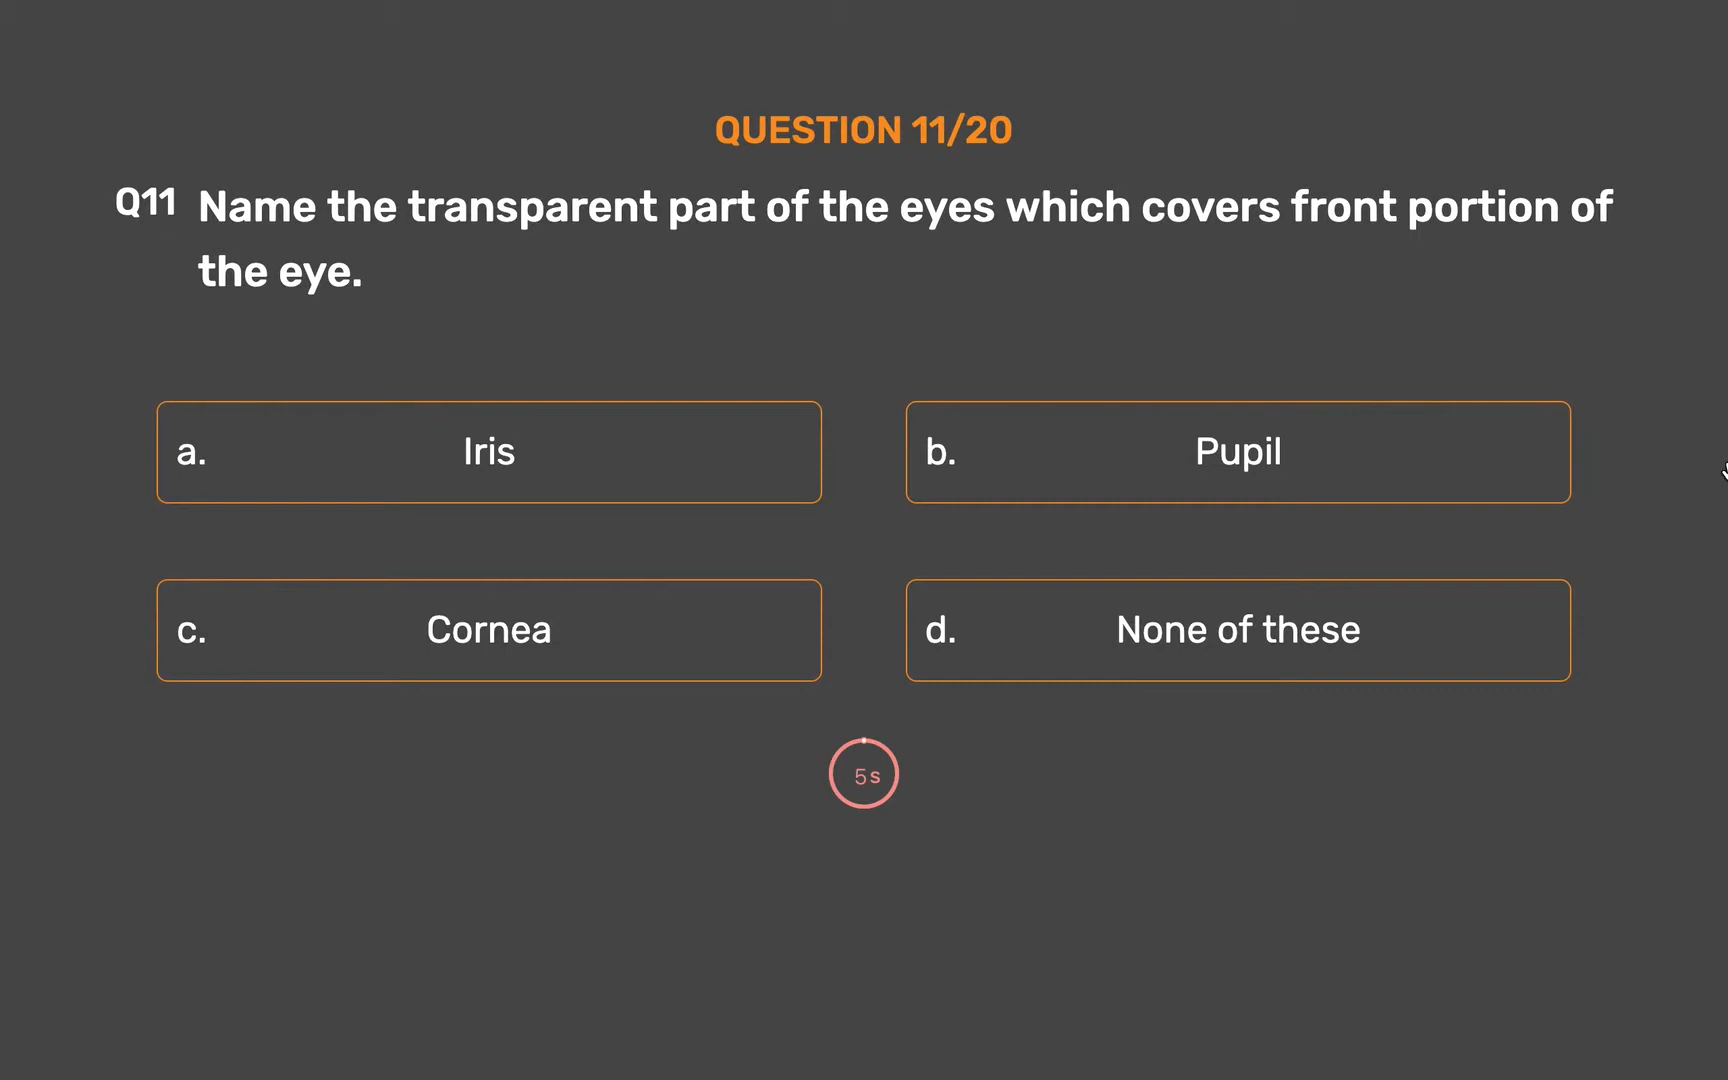 QUESTION 11/20
Q11 Name the transparent part of the eyes which covers front portion of
the eye.
a. Iris
b. Pupil
c. Cornea
d. None of these
5s